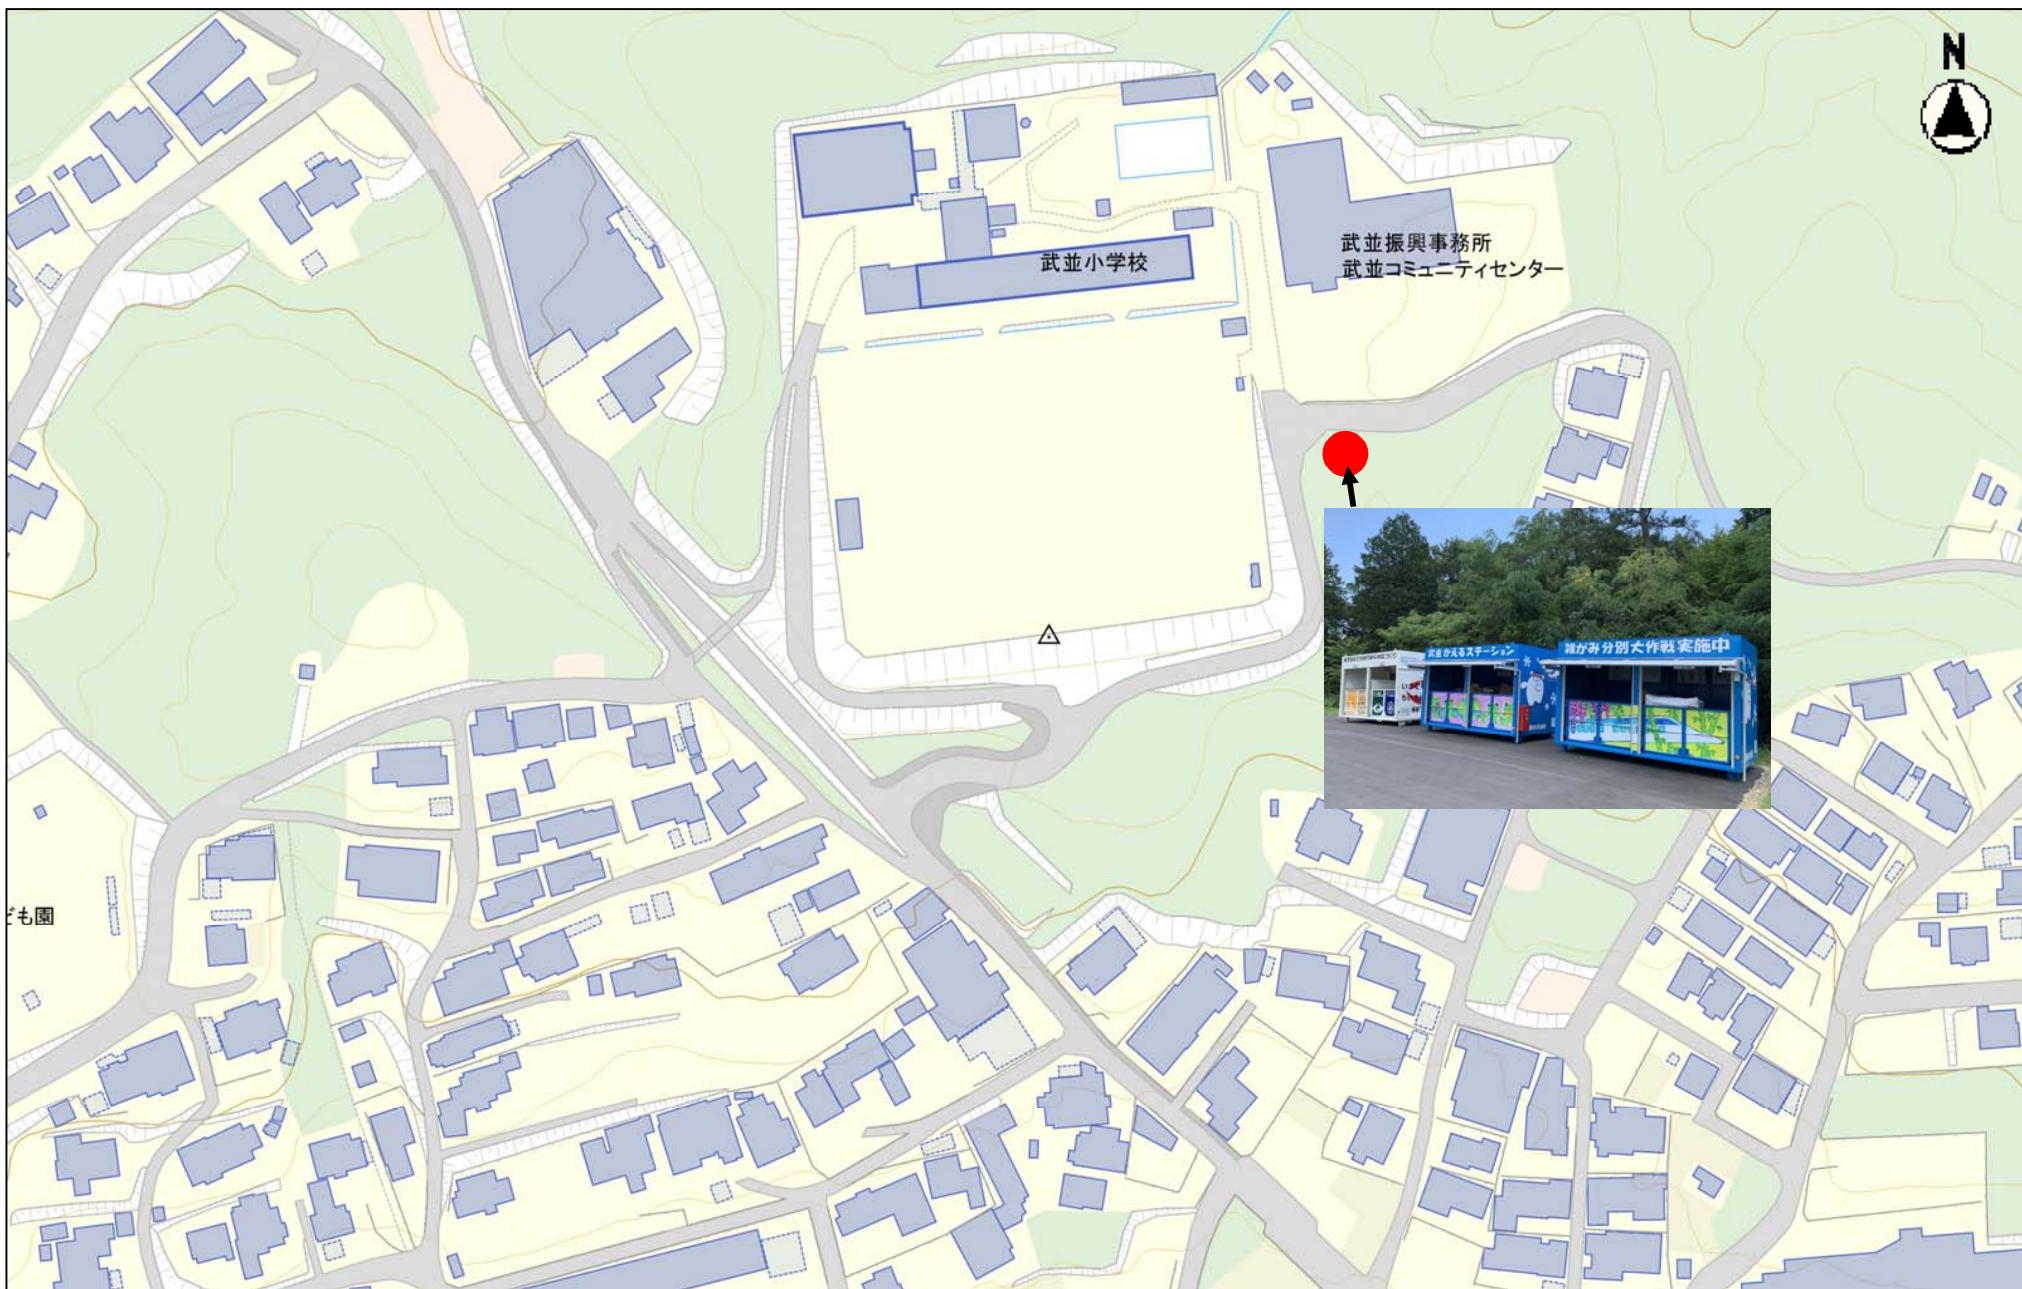 N
武並振興事務所
武並コミュニティセンター
武並小学校
雑がみ分別大作戦実施中
武並かえるステーション
ども園